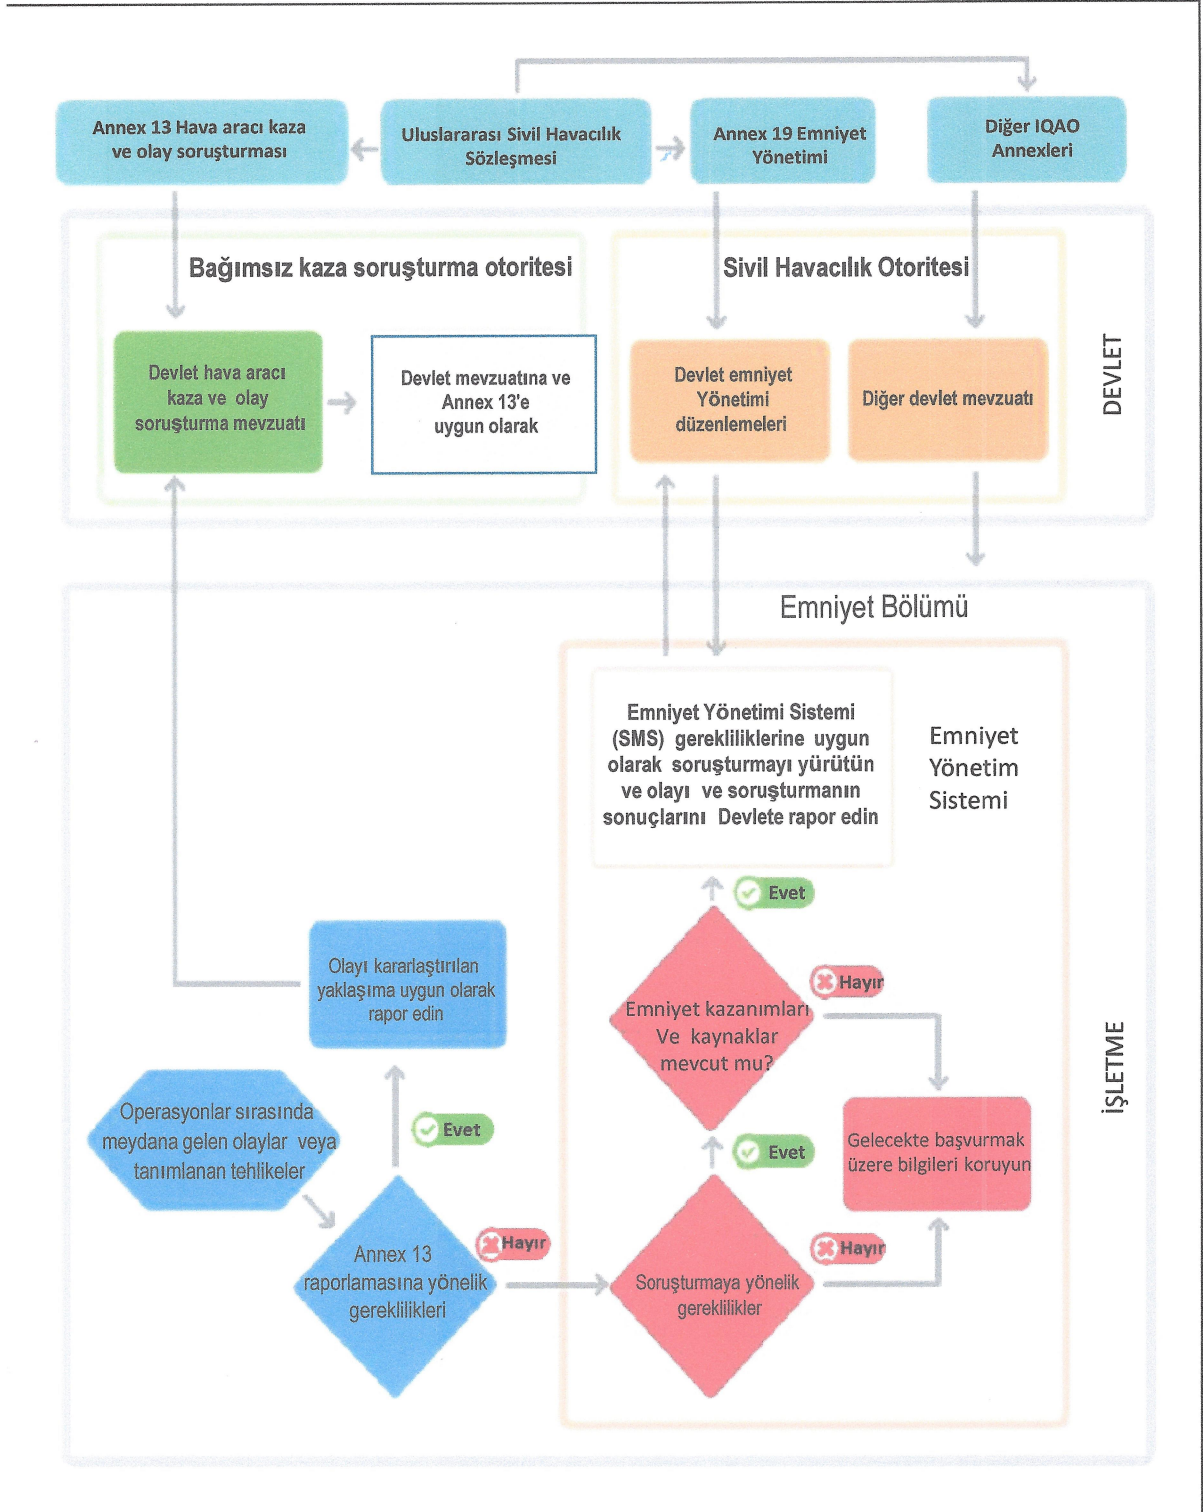 Annex 13 Hava aracı kaza
ve olay soruşturması
Uluslararası Sivil Havacılık
Sözleşmesi
Annex 19 Emniyet
Yönetimi
Diğer IQAO
Annexleri
Bağımsız kaza soruşturma otoritesi
Sivil Havacılık Otoritesi
Devlet hava aracı
kaza ve olay
soruşturma mevzuatı
Devlet mevzuatına ve
Annex 13'e
uygun olarak
Devlet emniyet
Yönetimi
düzenlemeleri
Diğer devlet mevzuatı
DEVLET
Emniyet Bölümü
Emniyet Yönetimi Sistemi
(SMS) gerekliliklerine uygun
olarak soruşturmayı yürütün
ve olayı ve soruşturmanın
sonuçlarını Devlete rapor edin
Emniyet
Yönetim
Sistemi
Evet
Olayı kararlaştırılan
yaklaşıma uygun olarak
rapor edin
Hayır
Emniyet kazanımları
Ve kaynaklar
mevcut mu?
İŞLETME
Operasyonlar sırasında
meydana gelen olaylar veya
tanımlanan tehlikeler
Evet
Evet
Gelecekte başvurmak
üzere bilgileri koruyun
Annex 13
raporlamasına yönelik
gereklilikleri
Hayır
Soruşturmaya yönelik
gereklilikler
Hayır